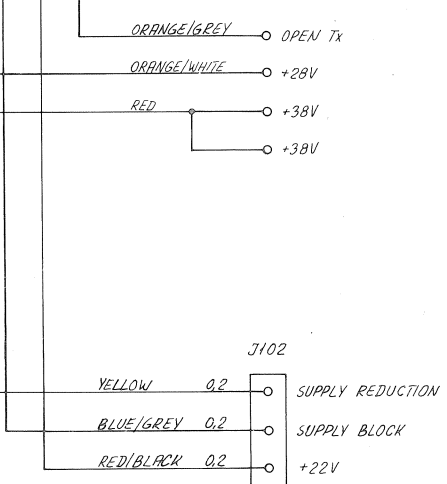 ORANGE/GREY OPEN Tx
ORANGE/WHITE +28V
RED +38V
+38V
J102
YELLOW 0,2 SUPPLY REDUCTION
BLUE/GREY 0,2 SUPPLY BLOCK
RED/BLACK 0,2 +22V